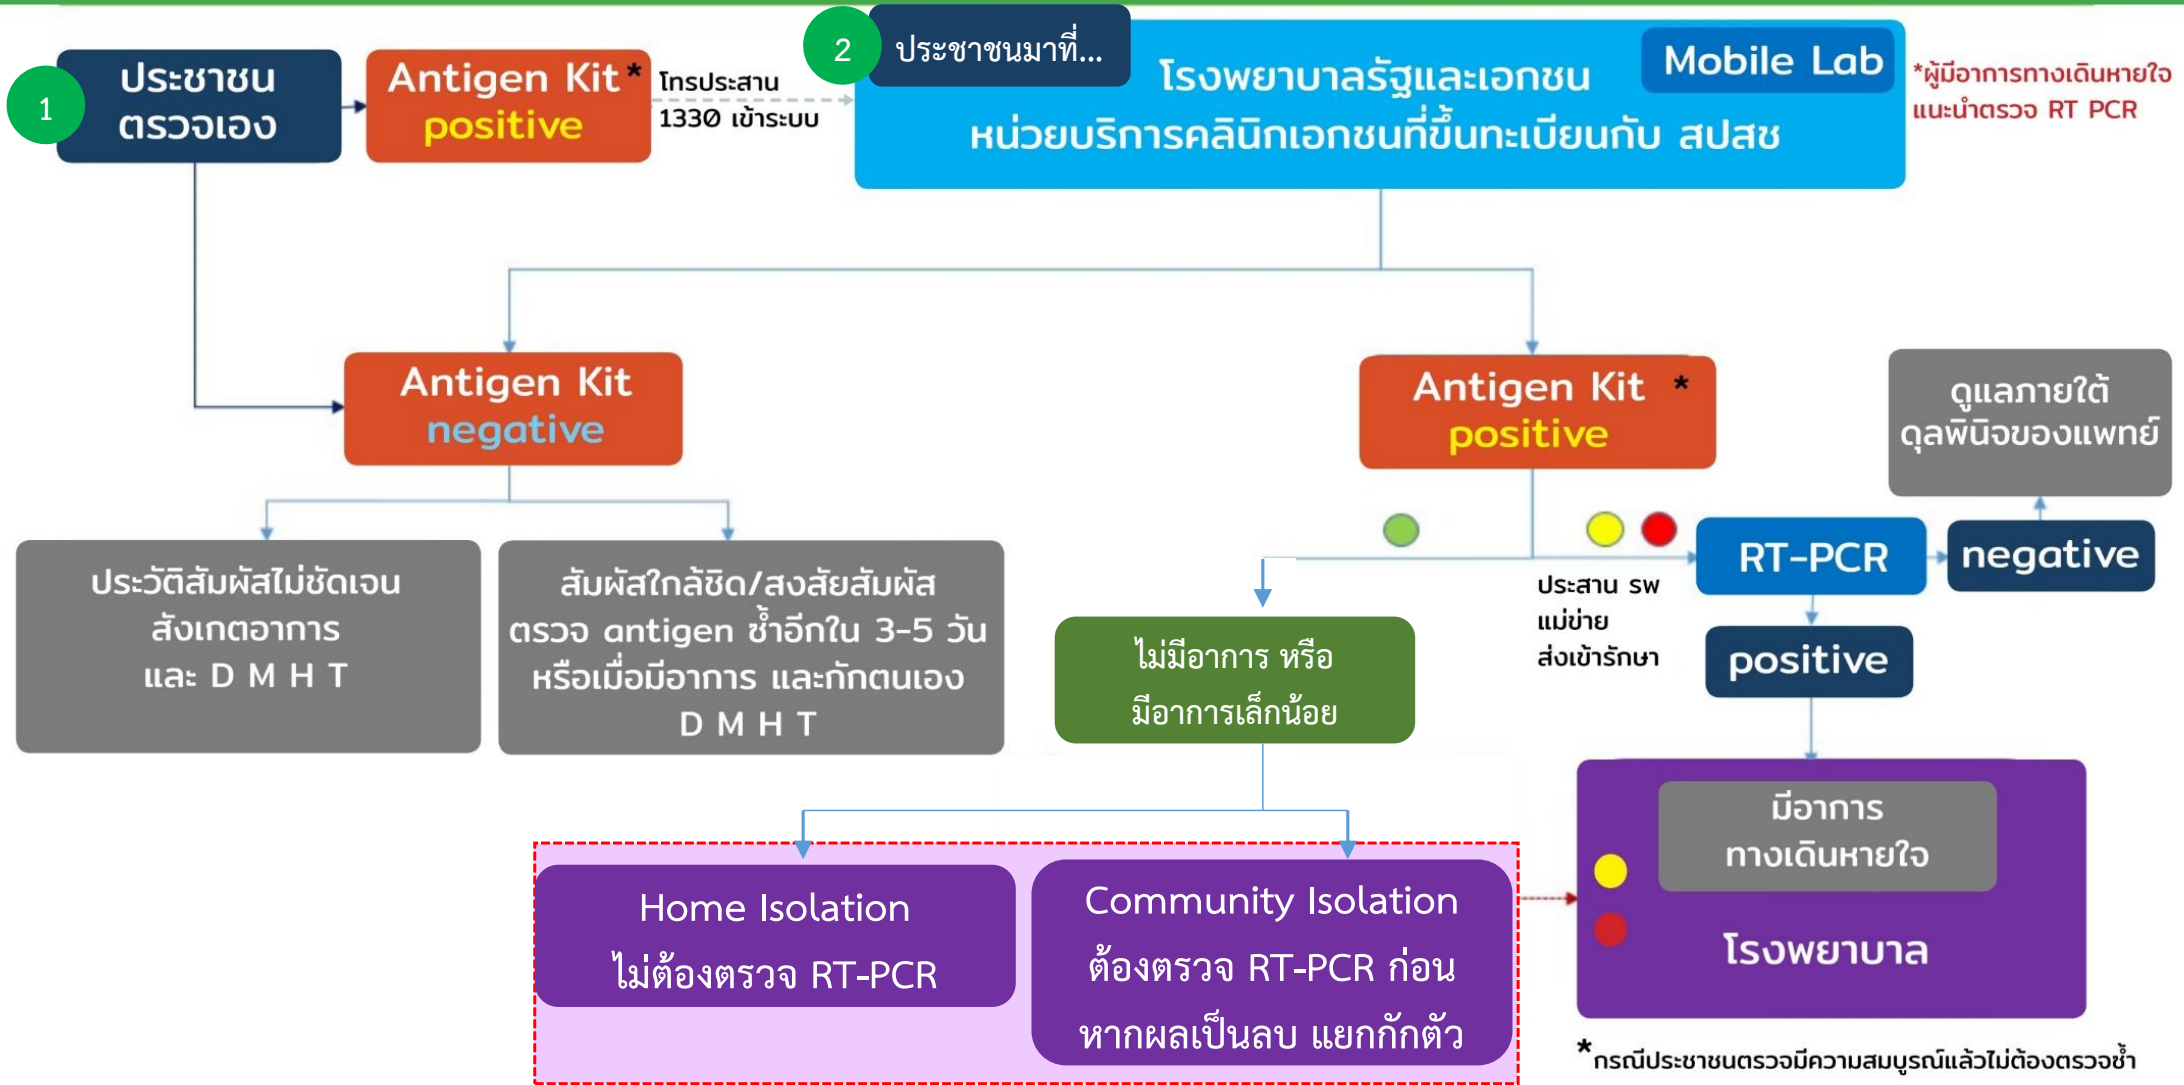 1
ประชาชน
ตรวจเอง
Antigen Kit*
positive
โทรประสาน
1330 เข้าระบบ
2
ประชาชนมาที่...
โรงพยาบาลรัฐและเอกชน
หน่วยบริการคลินิกเอกชนที่ขึ้นทะเบียนกับ สปสช
Mobile Lab
*ผู้มีอาการทางเดินหายใจ
แนะนำตรวจ RT PCR
Antigen Kit
negative
Antigen Kit *
positive
ดูแลภายใต้
ดุลพินิจของแพทย์
ประวัติสัมผัสไม่ชัดเจน
สังเกตอาการ
และ D M H T
สัมผัสใกล้ชิด/สงสัยสัมผัส
ตรวจ antigen ซ้ำอีกใน 3-5 วัน
หรือเมื่อมีอาการ และกักตนเอง
D M H T
ประสาน รพ
แม่ข่าย
ส่งเข้ารักษา
RT-PCR
negative
positive
ไม่มีอาการ หรือ
มีอาการเล็กน้อย
Home Isolation
ไม่ต้องตรวจ RT-PCR
Community Isolation
ต้องตรวจ RT-PCR ก่อน
หากผลเป็นลบ แยกกักตัว
มีอาการ
ทางเดินหายใจ
โรงพยาบาล
*กรณีประชาชนตรวจมีความสมบูรณ์แล้วไม่ต้องตรวจซ้ำ